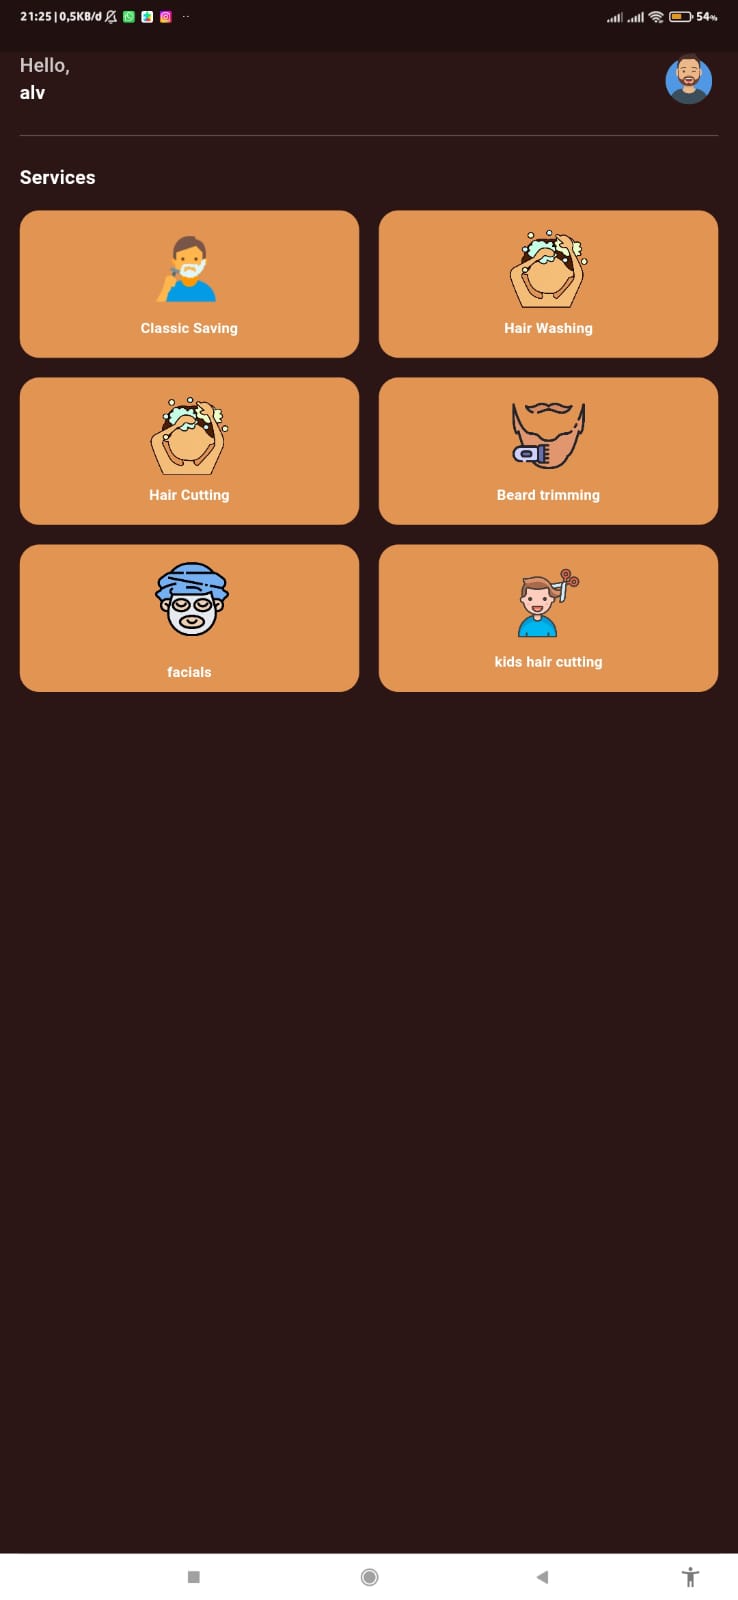 21:25 | 0,5KB/d
54%
Hello,
alv
Services
Classic Saving
Hair Washing
Hair Cutting
Beard trimming
facials
kids hair cutting